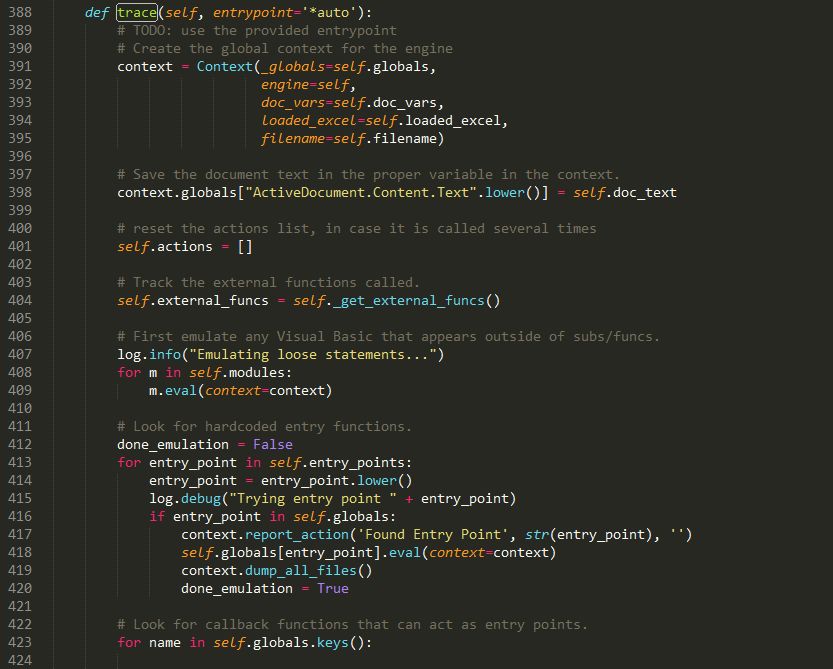 388 def trace(self, entrypoint='*auto'):
389 # TODO: use the provided entrypoint
390 # Create the global context for the engine
391 context = Context(_globals=self.globals,
392 engine=self,
393 doc_vars=self.doc_vars,
394 loaded_excel=self.loaded_excel,
395 filename=self.filename)
396
397 # Save the document text in the proper variable in the context.
398 context.globals["ActiveDocument.Content.Text".lower()] = self.doc_text
399
400 # reset the actions list, in case it is called several times
401 self.actions = []
402
403 # Track the external functions called.
404 self.external_funcs = self._get_external_funcs()
405
406 # First emulate any Visual Basic that appears outside of subs/funcs.
407 log.info("Emulating loose statements...")
408 for m in self.modules:
409 m.eval(context=context)
410
411 # Look for hardcoded entry functions.
412 done_emulation = False
413 for entry_point in self.entry_points:
414 entry_point = entry_point.lower()
415 log.debug("Trying entry point " + entry_point)
416 if entry_point in self.globals:
417 context.report_action('Found Entry Point', str(entry_point), '')
418 self.globals[entry_point].eval(context=context)
419 context.dump_all_files()
420 done_emulation = True
421
422 # Look for callback functions that can act as entry points.
423 for name in self.globals.keys():
424